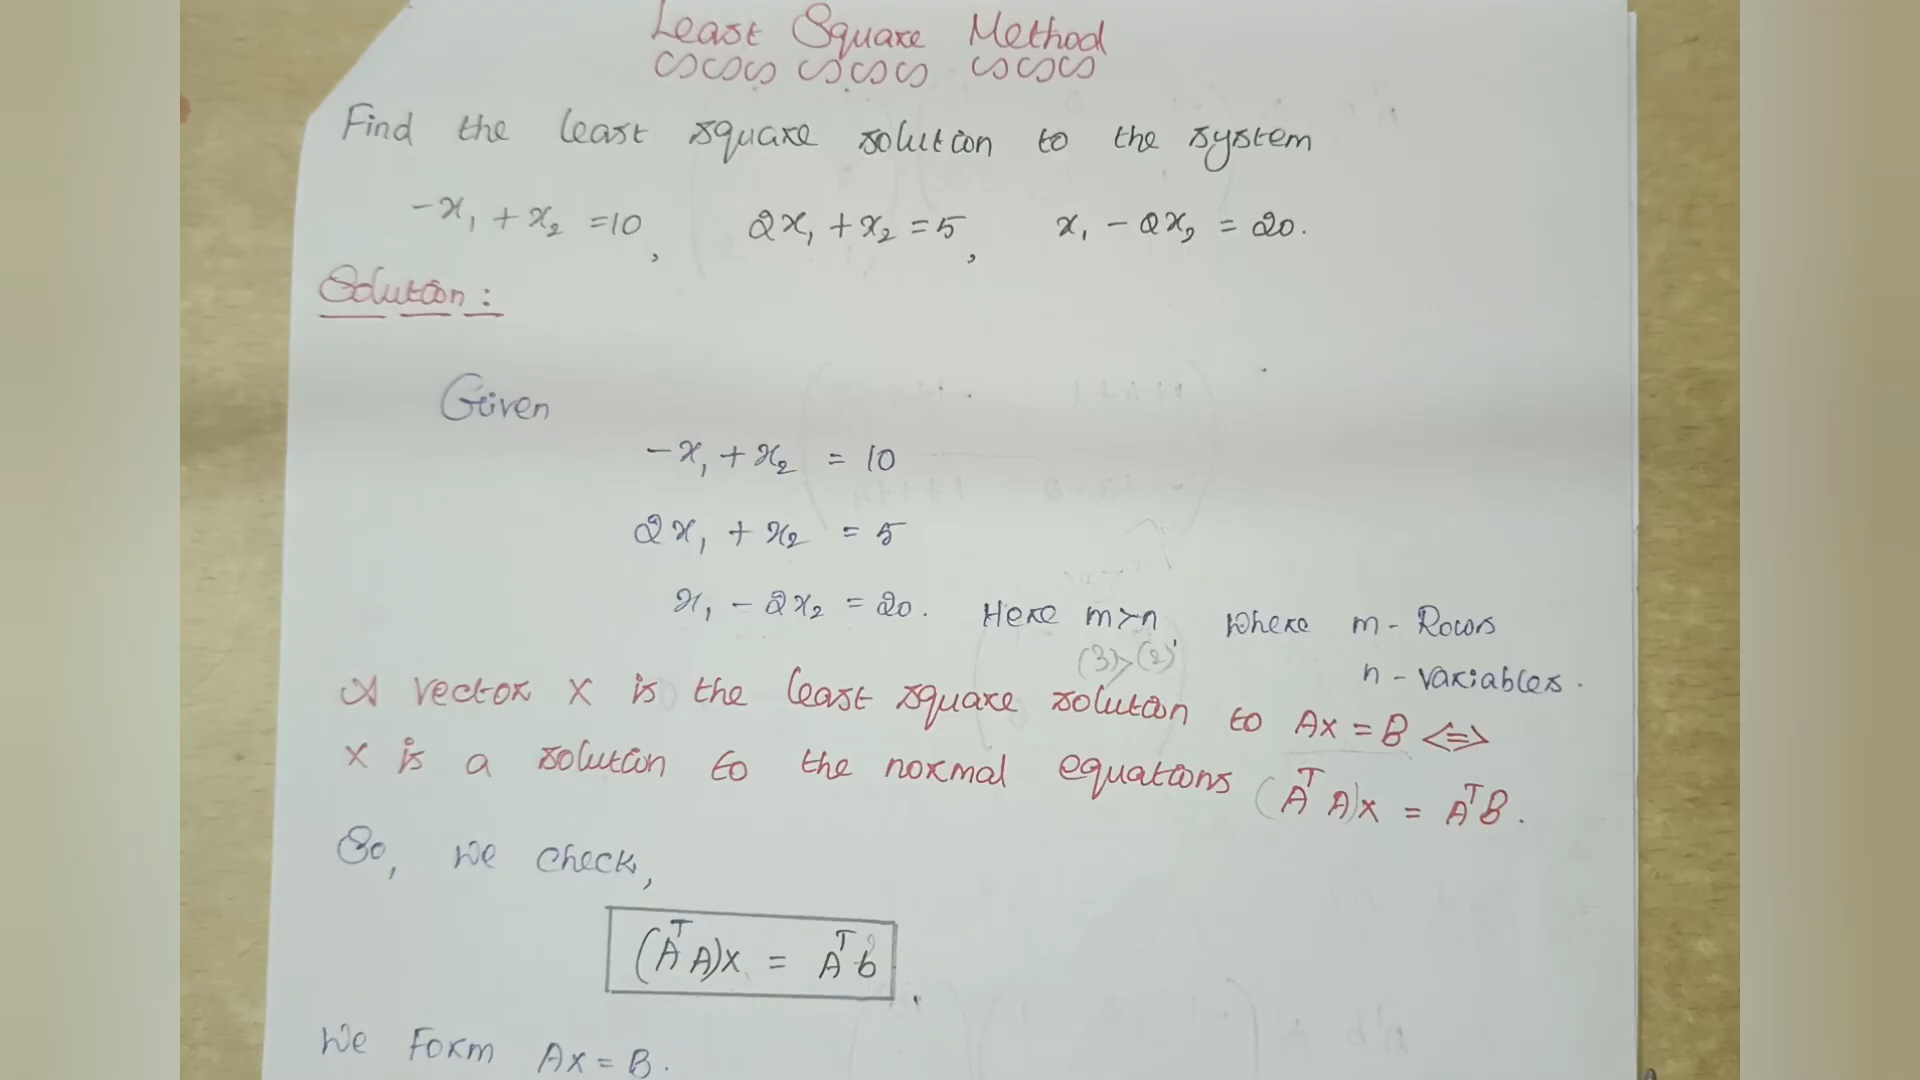 Least Square Method
Find the least square solution to the system
-x₁ + x₂ = 10, 2x₁ + x₂ = 5, x₁ - 2x₂ = 20.
Solution :
Given
-x₁ + x₂ = 10
2x₁ + x₂ = 5
x₁ - 2x₂ = 20. Here m>n, where m - Rows
(3)>(2) n - variables.
A vector X is the least square solution to AX = B <=>
X is a solution to the normal equations (AᵀA)X = AᵀB.
So, we check,
(AᵀA)X = Aᵀb.
We Form AX = B.